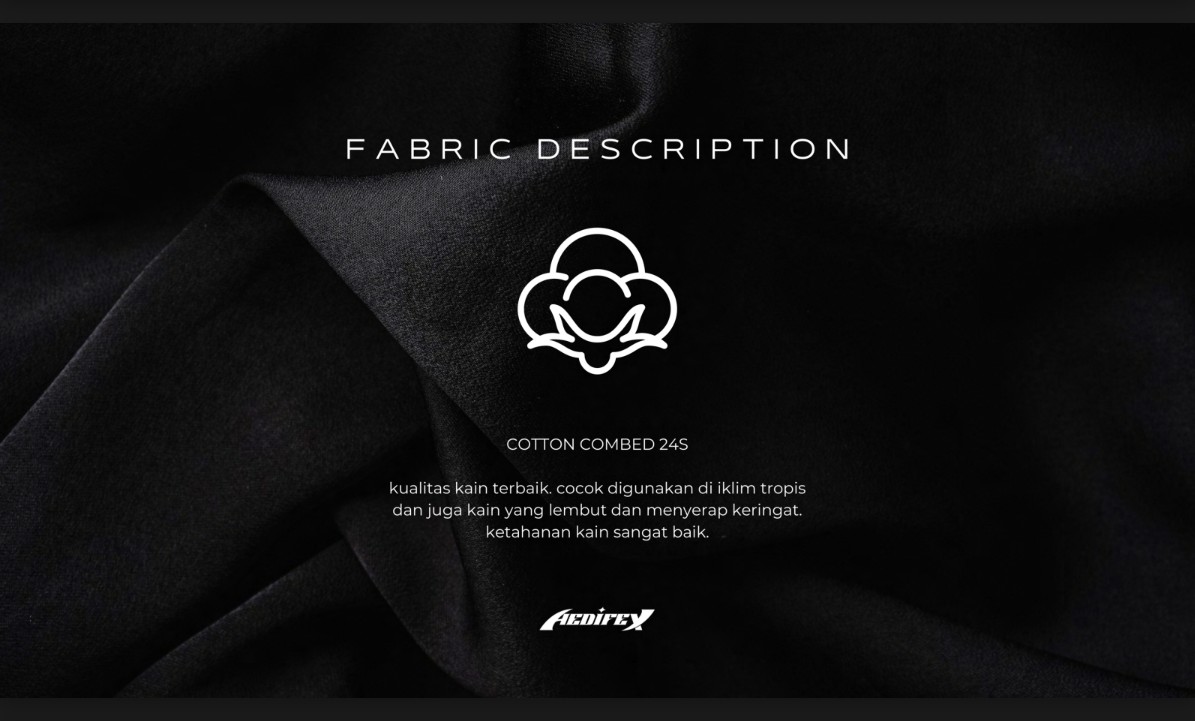 FABRIC DESCRIPTION
COTTON COMBED 24S
kualitas kain terbaik. cocok digunakan di iklim tropis
dan juga kain yang lembut dan menyerap keringat.
ketahanan kain sangat baik.
AEDIFEX